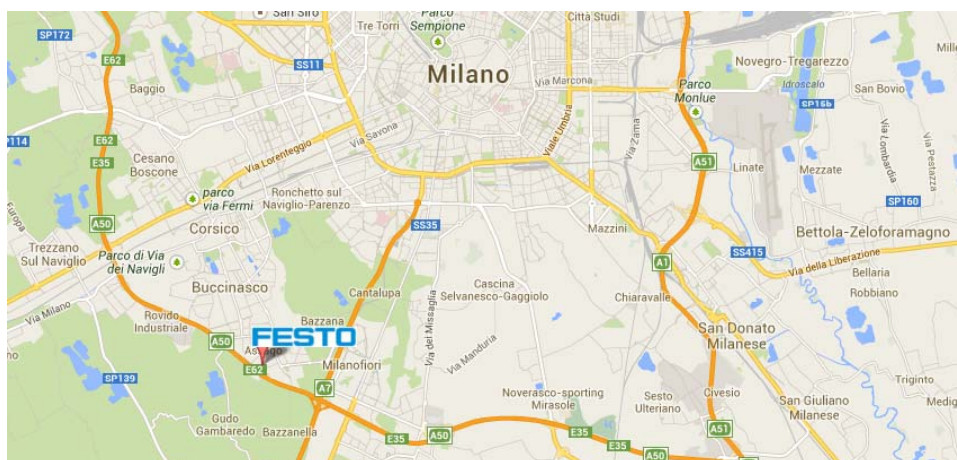 San Siro
Parco
Sempione
Tre Torri
Città Studi
SP172
E62
SS11
Milano
Via Marcona
Novegro-Tregarezzo
Baggio
Parco
Monlue
Idroscalo
San Bovio
SP15b
Via Savona
Viale Umbria
Via Zama
Via Lombardia
Via Pestazza
SP114
E62
E35
Cesano
Boscone
Via Lorenteggio
A51
Linate
Mezzate
parco
via Fermi
Ronchetto sul
Naviglio-Parenzo
SP160
Europa
A50
Corsico
SS35
Mazzini
Bettola-Zeloforamagno
Trezzano
Sul Naviglio
Parco di Via
dei Navigli
SS415
A1
Via della Liberazione
Bellaria
Robbiano
Buccinasco
Cantalupa
Cascina
Selvanesco-Gaggiolo
Chiaravalle
Via Milano
Rovido
Industriale
Bazzana
Via del Missaglia
San Donato
Milanese
A50
FESTO
Via Manduria
E62
Milanofiori
SP139
A7
Noverasco-sporting
Mirasole
Sesto
Ulteriano
Civesio
Triginto
San Giuliano
Milanese
Gudo
Gambaredo
Bazzanella
E35
A50
E35
A50
A51